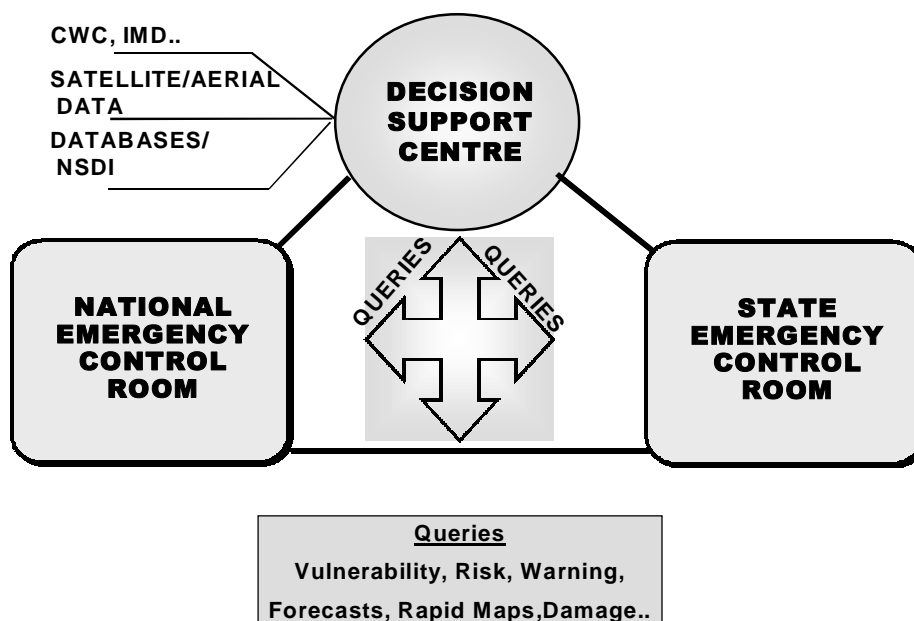 CWC, IMD..
SATELLITE/AERIAL
DATA
DATABASES/
NSDI
DECISION
SUPPORT
CENTRE
QUERIES
QUERIES
NATIONAL
EMERGENCY
CONTROL
ROOM
STATE
EMERGENCY
CONTROL
ROOM
Queries
Vulnerability, Risk, Warning,
Forecasts, Rapid Maps,Damage..